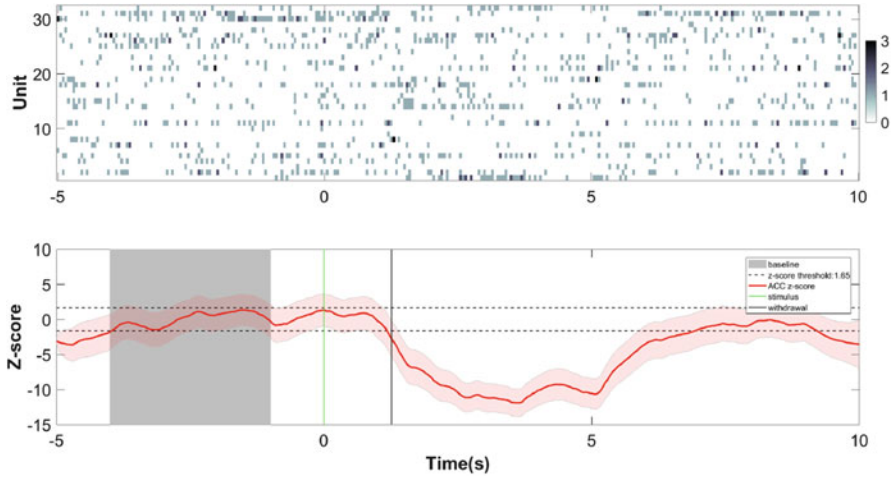 30
20
10
Unit
-5
0
5
10
3
2
1
0
10
5
0
-5
-10
-15
Z-score
baseline
z-score threshold:1.65
ACC z-score
stimulus
withdrawal
-5
0
5
10
Time(s)